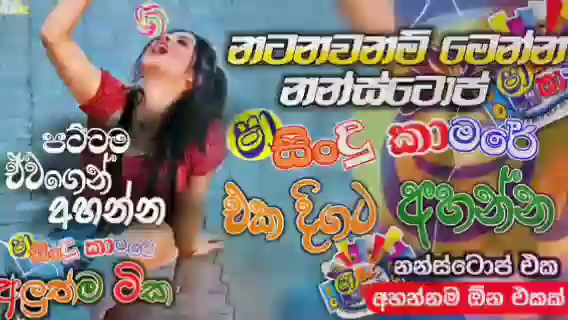 නටනවනම් මෙන්න
නන්ස්ටොප්
ෂා
ෂා සිංදු කාමරේ
එක දිගට අහන්න
පට්ටම
ඒවගෙන්
අහන්න
ෂා සිංදු කාමරේ
අලුත්ම ටික
නන්ස්ටොප් එක
අහන්නම ඕන එකක්